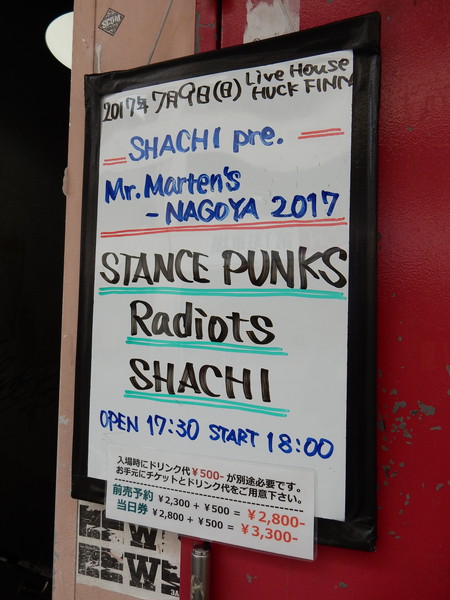 2017年7月9日(日) Live House
HUCK FINN
SHACHI pre.
Mr. Marten's
-NAGOYA 2017
STANCE PUNKS
Radiots
SHACHI
OPEN 17:30 START 18:00
入場時にドリンク代¥500-が別途必要です。
お手元にチケットとドリンク代をご用意下さい。
前売予約 ¥2,300 + ¥500 = ¥2,800-
当日券 ¥2,800 + ¥500 = ¥3,300-